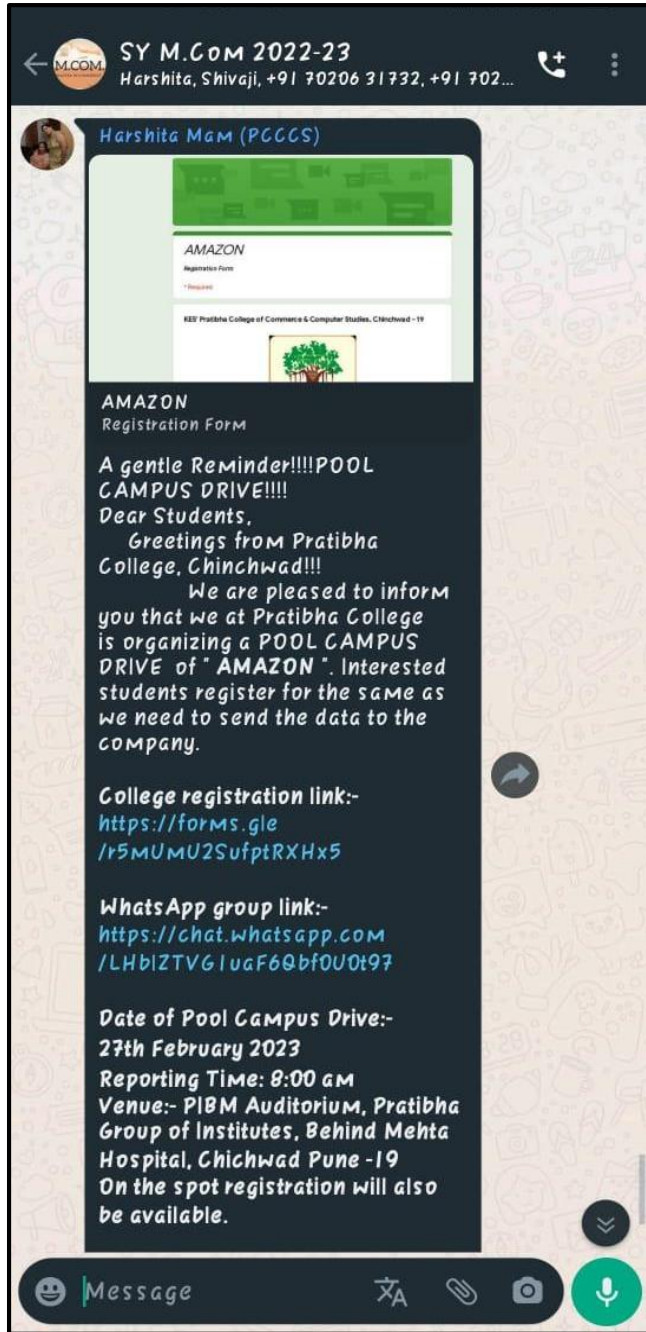 SY M.Com 2022-23
M.COM.
Harshita, Shivaji, +91 70206 31732, +91 702...
Harshita Mam (PCCCS)
AMAZON
Registration Form
* Required
KES' Pratibha College of Commerce & Computer Studies, Chinchwad - 19
AMAZON
Registration Form
A gentle Reminder!!!!POOL
CAMPUS DRIVE!!!!
Dear Students,
Greetings from Pratibha
College, Chinchwad!!!
We are pleased to inform
you that we at Pratibha College
is organizing a POOL CAMPUS
DRIVE of " AMAZON ". Interested
students register for the same as
we need to send the data to the
company.
College registration link:-
https://forms.gle
/r5MUMU2SufptRXHx5
WhatsApp group link:-
https://chat.whatsapp.com
Date of Pool Campus Drive:-
27th February 2023
Reporting Time: 8:00 am
Venue:- PIBM Auditorium, Pratibha
Group of Institutes, Behind Mehta
Hospital, Chichwad Pune -19
On the spot registration will also
be available.
Message